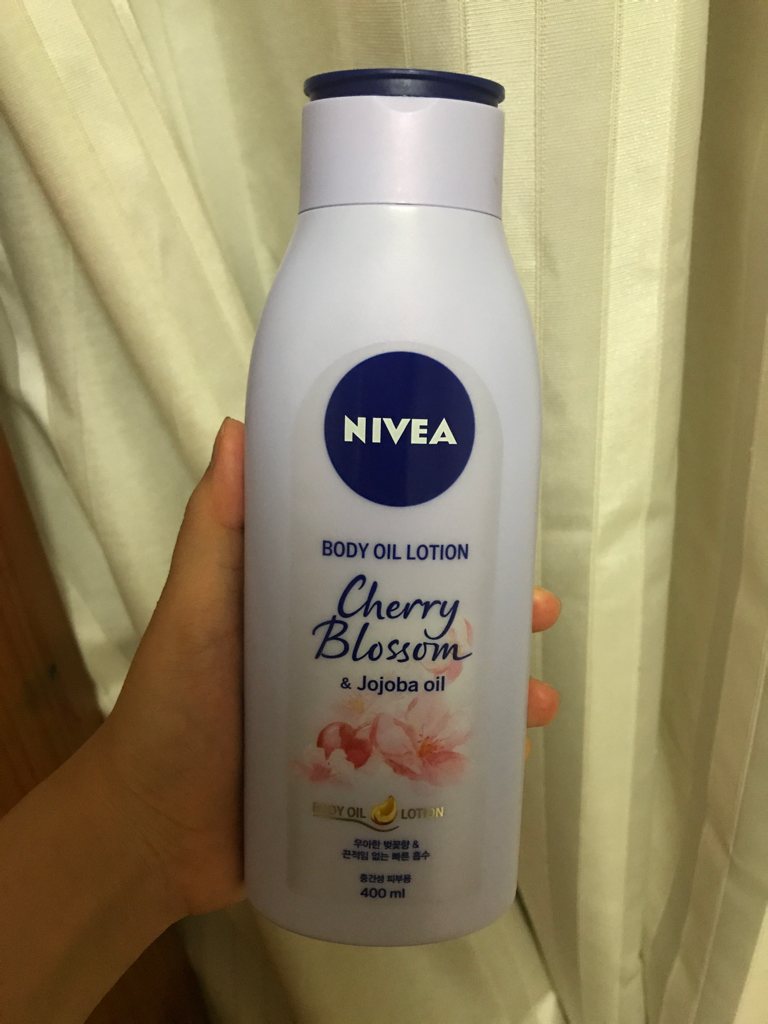 NIVEA
BODY OIL LOTION
Cherry
Blossom
& Jojoba oil
BODY OIL LOTION
우아한 벚꽃향 &
끈적임 없는 빠른 흡수
중건성 피부용
400 ml